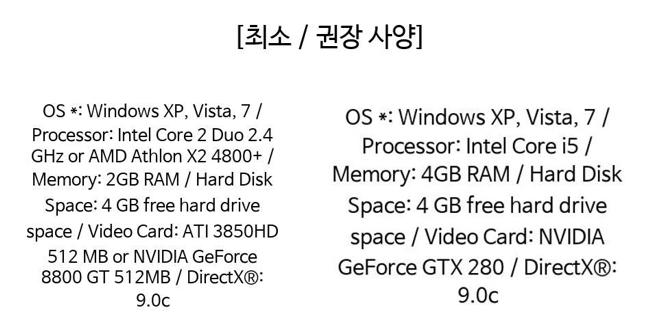 [최소 / 권장 사양]
OS *: Windows XP, Vista, 7 /
Processor: Intel Core 2 Duo 2.4
GHz or AMD Athlon X2 4800+ /
Memory: 2GB RAM / Hard Disk
Space: 4 GB free hard drive
space / Video Card: ATI 3850HD
512 MB or NVIDIA GeForce
8800 GT 512MB / DirectX®:
9.0c
OS *: Windows XP, Vista, 7 /
Processor: Intel Core i5 /
Memory: 4GB RAM / Hard Disk
Space: 4 GB free hard drive
space / Video Card: NVIDIA
GeForce GTX 280 / DirectX®:
9.0c